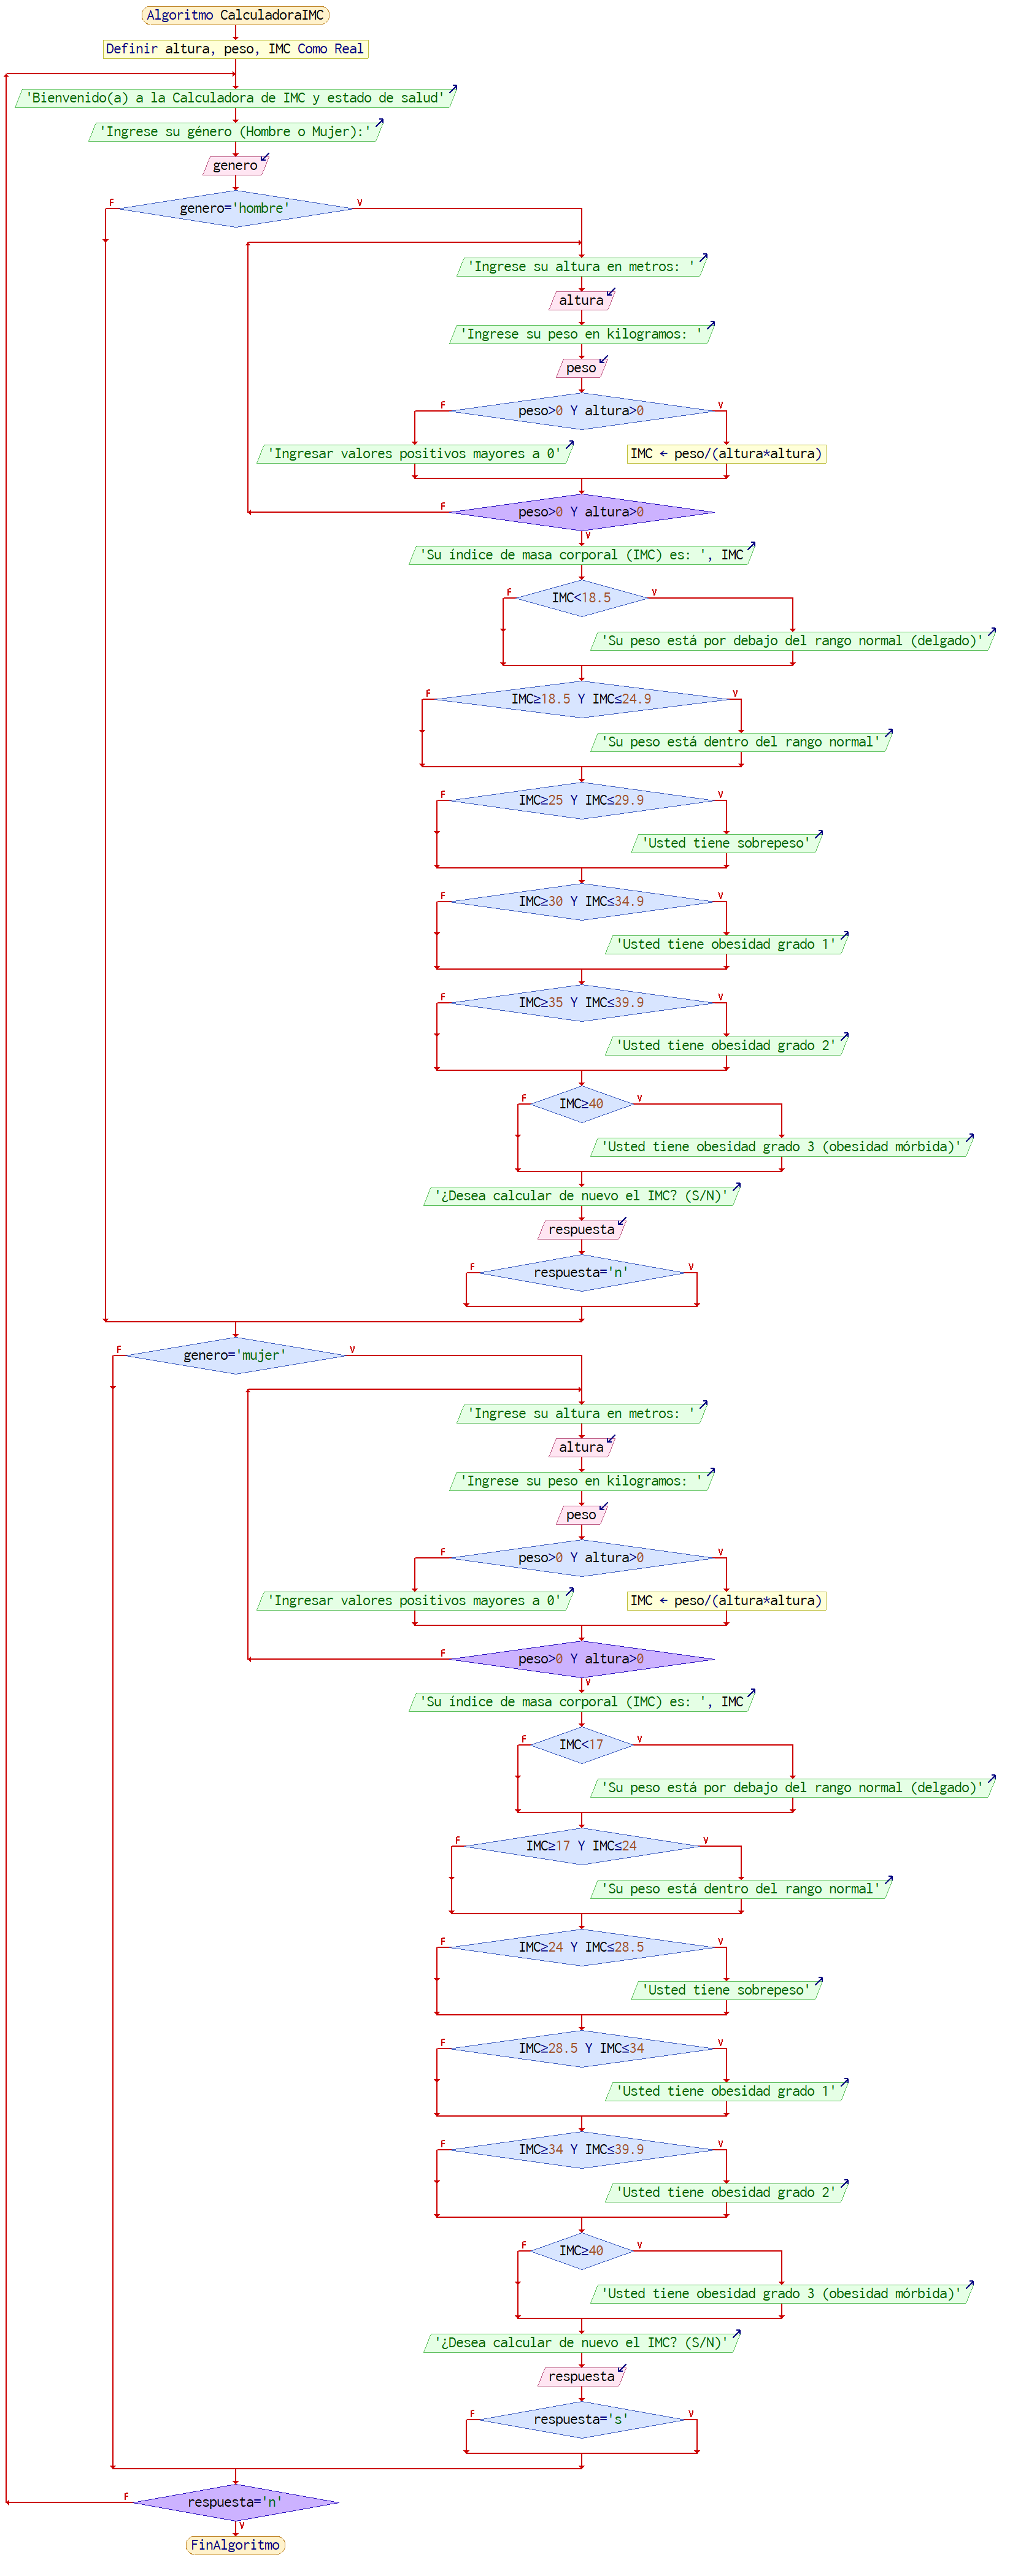 Algoritmo CalculadoraIMC
Definir altura, peso, IMC Como Real
'Bienvenido(a) a la Calculadora de IMC y estado de salud'
'Ingrese su género (Hombre o Mujer):'
genero
F genero='hombre' V
'Ingrese su altura en metros: '
altura
'Ingrese su peso en kilogramos: '
peso
F peso>0 Y altura>0 V
'Ingresar valores positivos mayores a 0' IMC ← peso/(altura*altura)
F peso>0 Y altura>0
V
'Su índice de masa corporal (IMC) es: ', IMC
F IMC<18.5 V
'Su peso está por debajo del rango normal (delgado)'
F IMC≥18.5 Y IMC≤24.9 V
'Su peso está dentro del rango normal'
F IMC≥25 Y IMC≤29.9 V
'Usted tiene sobrepeso'
F IMC≥30 Y IMC≤34.9 V
'Usted tiene obesidad grado 1'
F IMC≥35 Y IMC≤39.9 V
'Usted tiene obesidad grado 2'
F IMC≥40 V
'Usted tiene obesidad grado 3 (obesidad mórbida)'
'¿Desea calcular de nuevo el IMC? (S/N)'
respuesta
F respuesta='n' V
F genero='mujer' V
'Ingrese su altura en metros: '
altura
'Ingrese su peso en kilogramos: '
peso
F peso>0 Y altura>0 V
'Ingresar valores positivos mayores a 0' IMC ← peso/(altura*altura)
F peso>0 Y altura>0
V
'Su índice de masa corporal (IMC) es: ', IMC
F IMC<17 V
'Su peso está por debajo del rango normal (delgado)'
F IMC≥17 Y IMC≤24 V
'Su peso está dentro del rango normal'
F IMC≥24 Y IMC≤28.5 V
'Usted tiene sobrepeso'
F IMC≥28.5 Y IMC≤34 V
'Usted tiene obesidad grado 1'
F IMC≥34 Y IMC≤39.9 V
'Usted tiene obesidad grado 2'
F IMC≥40 V
'Usted tiene obesidad grado 3 (obesidad mórbida)'
'¿Desea calcular de nuevo el IMC? (S/N)'
respuesta
F respuesta='s' V
F respuesta='n'
V
FinAlgoritmo